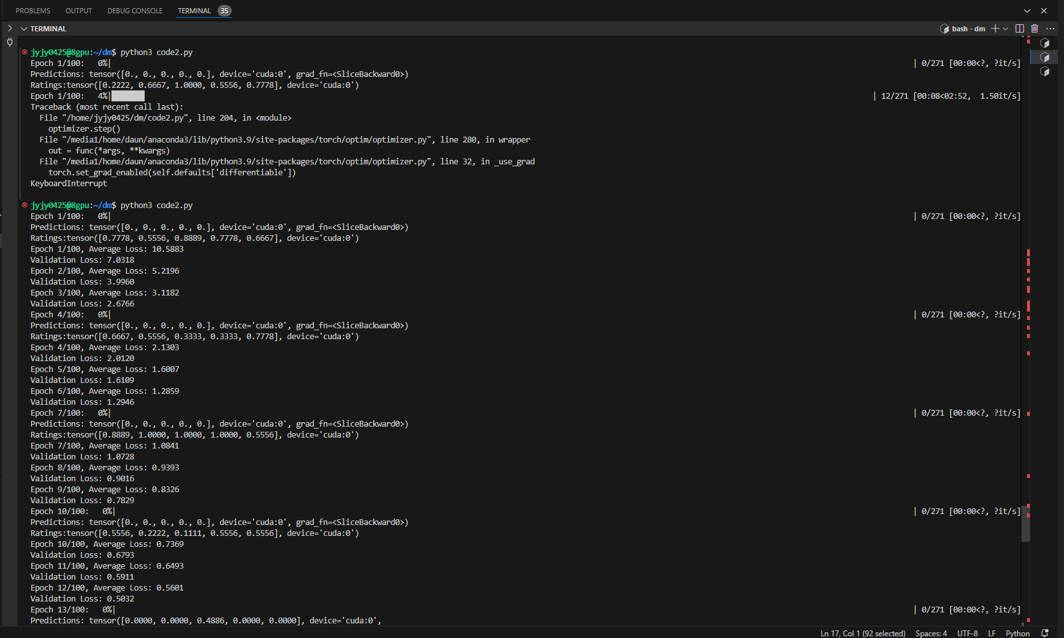 PROBLEMS OUTPUT DEBUG CONSOLE TERMINAL 35
TERMINAL
bash - dm
jyjy0425@8gpu:~/dm$ python3 code2.py
Epoch 1/100:   0%| | 0/271 [00:00<?, ?it/s]
Predictions: tensor([0., 0., 0., 0., 0.], device='cuda:0', grad_fn=<SliceBackward0>)
Ratings:tensor([0.2222, 0.6667, 1.0000, 0.5556, 0.7778], device='cuda:0')
Epoch 1/100:   4%| | 12/271 [00:08<02:52,  1.50it/s]
Traceback (most recent call last):
  File "/home/jyjy0425/dm/code2.py", line 204, in <module>
    optimizer.step()
  File "/media1/home/daun/anaconda3/lib/python3.9/site-packages/torch/optim/optimizer.py", line 280, in wrapper
    out = func(*args, **kwargs)
  File "/media1/home/daun/anaconda3/lib/python3.9/site-packages/torch/optim/optimizer.py", line 32, in _use_grad
    torch.set_grad_enabled(self.defaults['differentiable'])
KeyboardInterrupt
jyjy0425@8gpu:~/dm$ python3 code2.py
Epoch 1/100:   0%| | 0/271 [00:00<?, ?it/s]
Predictions: tensor([0., 0., 0., 0., 0.], device='cuda:0', grad_fn=<SliceBackward0>)
Ratings:tensor([0.7778, 0.5556, 0.8889, 0.7778, 0.6667], device='cuda:0')
Epoch 1/100, Average Loss: 10.5883
Validation Loss: 7.0318
Epoch 2/100, Average Loss: 5.2196
Validation Loss: 3.9960
Epoch 3/100, Average Loss: 3.1182
Validation Loss: 2.6766
Epoch 4/100:   0%| | 0/271 [00:00<?, ?it/s]
Predictions: tensor([0., 0., 0., 0., 0.], device='cuda:0', grad_fn=<SliceBackward0>)
Ratings:tensor([0.6667, 0.5556, 0.3333, 0.3333, 0.7778], device='cuda:0')
Epoch 4/100, Average Loss: 2.1303
Validation Loss: 2.0120
Epoch 5/100, Average Loss: 1.6007
Validation Loss: 1.6109
Epoch 6/100, Average Loss: 1.2859
Validation Loss: 1.2946
Epoch 7/100:   0%| | 0/271 [00:00<?, ?it/s]
Predictions: tensor([0., 0., 0., 0., 0.], device='cuda:0', grad_fn=<SliceBackward0>)
Ratings:tensor([0.8889, 1.0000, 1.0000, 1.0000, 0.5556], device='cuda:0')
Epoch 7/100, Average Loss: 1.0841
Validation Loss: 1.0728
Epoch 8/100, Average Loss: 0.9393
Validation Loss: 0.9016
Epoch 9/100, Average Loss: 0.8326
Validation Loss: 0.7829
Epoch 10/100:   0%| | 0/271 [00:00<?, ?it/s]
Predictions: tensor([0., 0., 0., 0., 0.], device='cuda:0', grad_fn=<SliceBackward0>)
Ratings:tensor([0.5556, 0.2222, 0.1111, 0.5556, 0.5556], device='cuda:0')
Epoch 10/100, Average Loss: 0.7369
Validation Loss: 0.6793
Epoch 11/100, Average Loss: 0.6493
Validation Loss: 0.5911
Epoch 12/100, Average Loss: 0.5601
Validation Loss: 0.5032
Epoch 13/100:   0%| | 0/271 [00:00<?, ?it/s]
Predictions: tensor([0.0000, 0.0000, 0.4886, 0.0000, 0.0000], device='cuda:0',
Ln 17, Col 1 (92 selected) Spaces: 4 UTF-8 LF Python